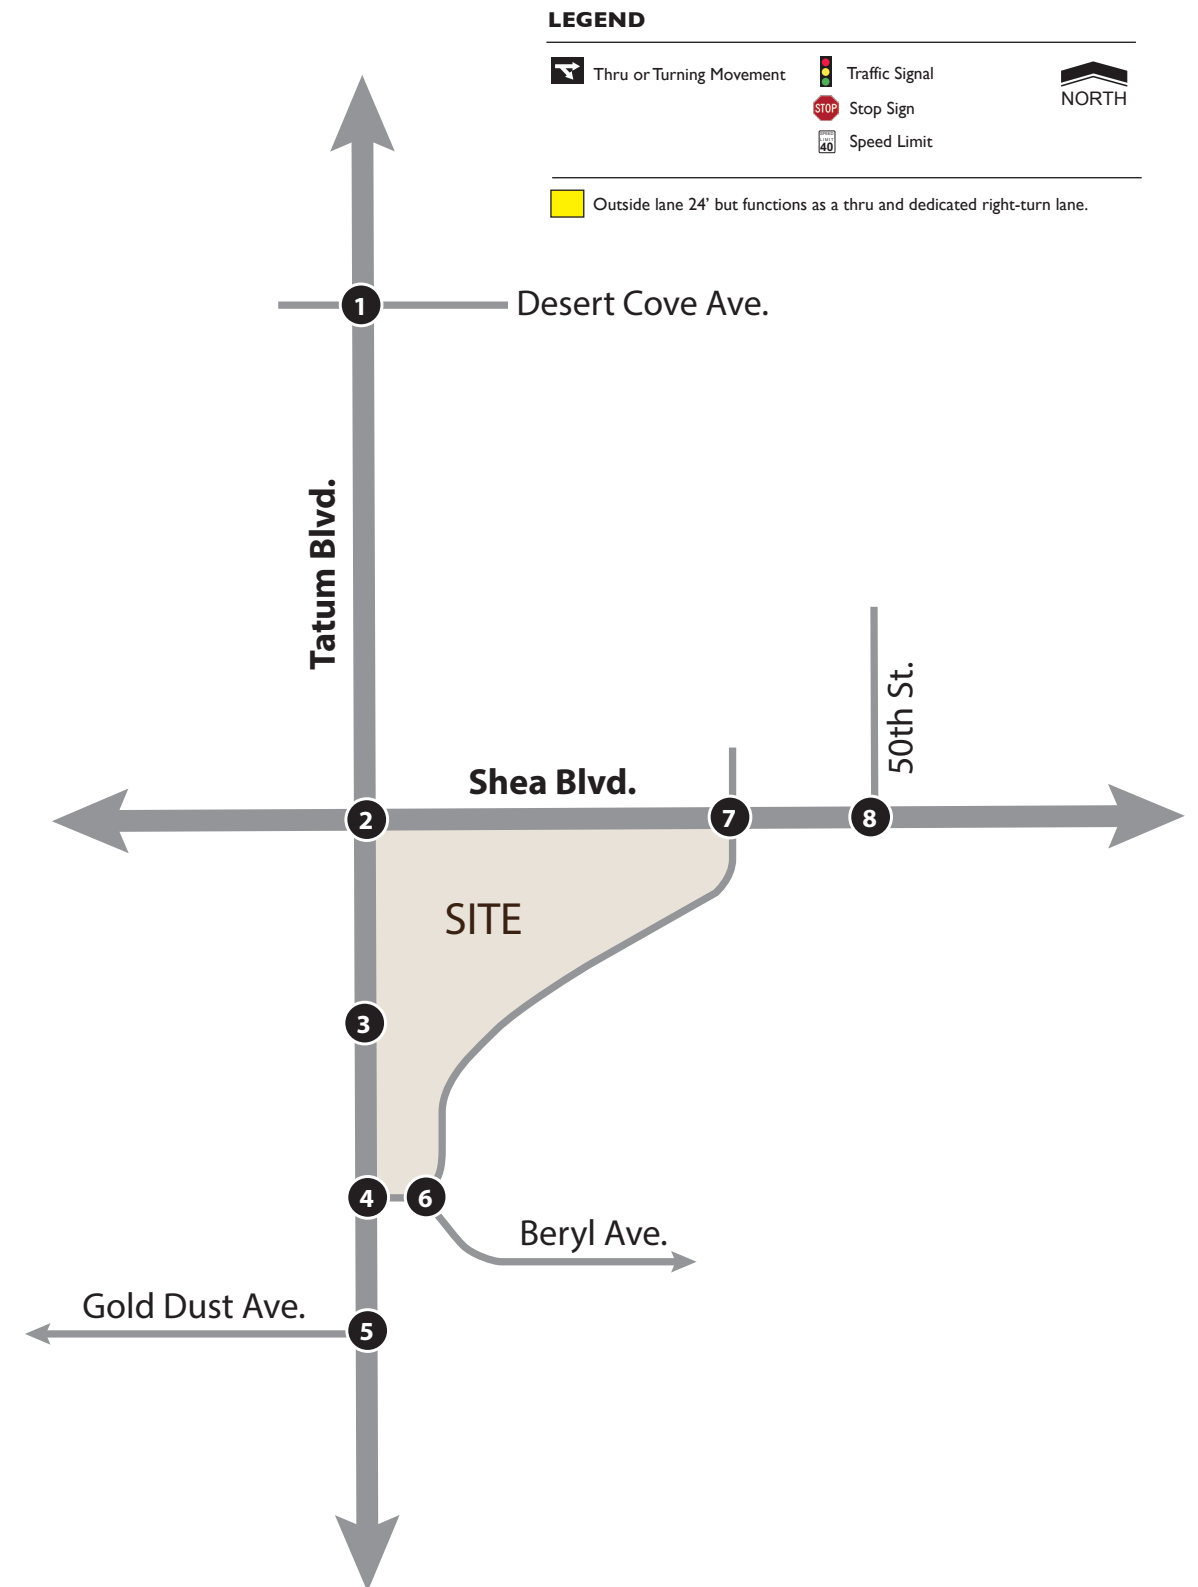 LEGEND
Thru or Turning Movement
Traffic Signal
STOP
Stop Sign
SPEED
LIMIT
40
Speed Limit
NORTH
Outside lane 24’ but functions as a thru and dedicated right-turn lane.
1
Desert Cove Ave.
Tatum Blvd.
50th St.
Shea Blvd.
2
7
8
SITE
3
4
6
Beryl Ave.
Gold Dust Ave.
5